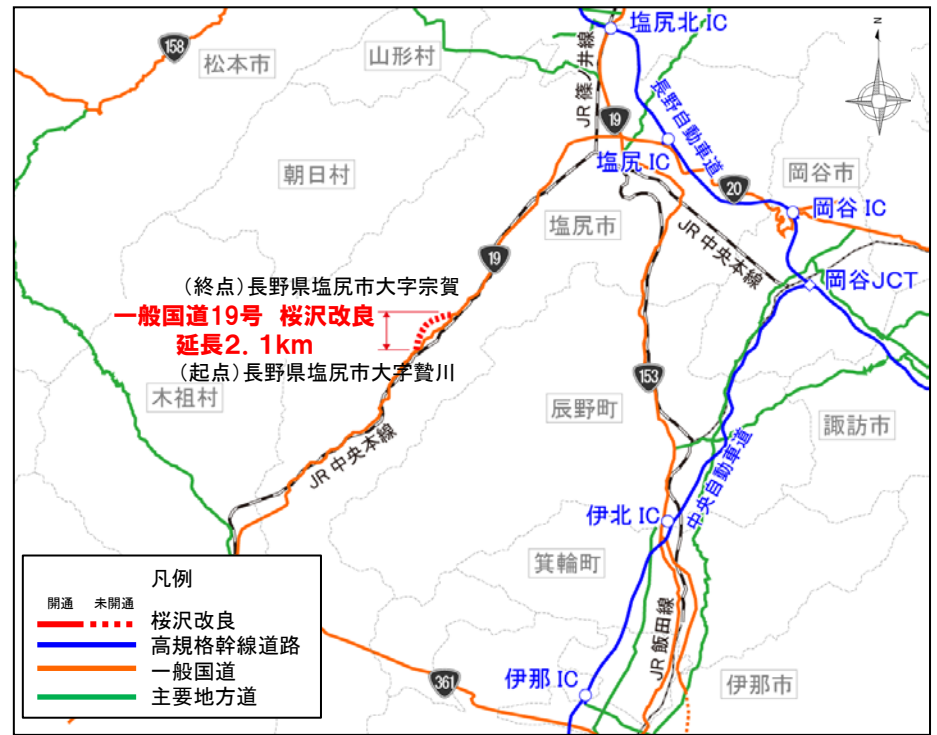 塩尻北 IC
N
158
松本市
山形村
JR 篠ノ井線
長野自動車道
19
塩尻 IC
岡谷市
20
朝日村
岡谷 IC
塩尻市
JR 中央本線
19
岡谷JCT
(終点)長野県塩尻市大字宗賀
一般国道19号 桜沢改良
延長2.1km
(起点)長野県塩尻市大字贄川
153
木祖村
辰野町
諏訪市
JR 中央本線
中央自動車道
伊北 IC
箕輪町
凡例
開通 未開通
桜沢改良
高規格幹線道路
一般国道
主要地方道
JR 飯田線
361
伊那 IC
伊那市